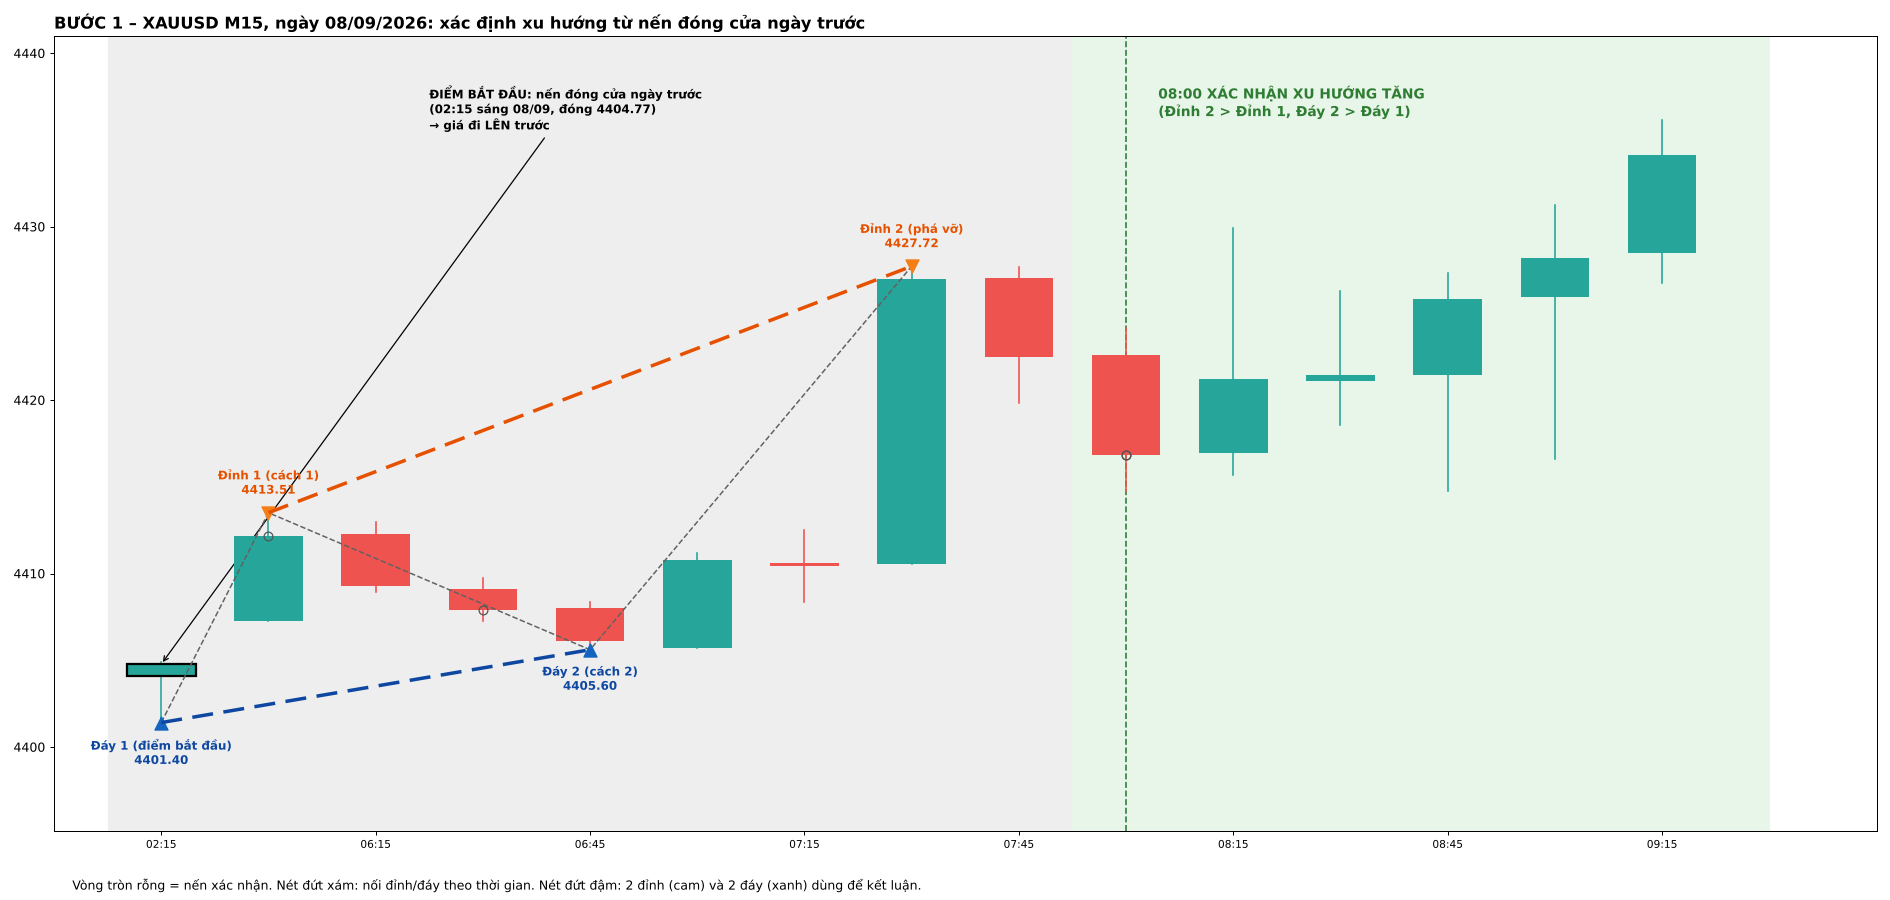 BƯỚC 1 – XAUUSD M15, ngày 08/09/2026: xác định xu hướng từ nến đóng cửa ngày trước
4440
ĐIỂM BẮT ĐẦU: nến đóng cửa ngày trước
(02:15 sáng 08/09, đóng 4404.77)
→ giá đi LÊN trước
08:00 XÁC NHẬN XU HƯỚNG TĂNG
(Đỉnh 2 > Đỉnh 1, Đáy 2 > Đáy 1)
4430
Đỉnh 2 (phá vỡ)
4427.72
4420
Đỉnh 1 (cách 1)
4413.51
4410
Đáy 2 (cách 2)
4405.60
4400
Đáy 1 (điểm bắt đầu)
4401.40
02:15 06:15 06:45 07:15 07:45 08:15 08:45 09:15
Vòng tròn rỗng = nến xác nhận. Nét đứt xám: nối đỉnh/đáy theo thời gian. Nét đứt đậm: 2 đỉnh (cam) và 2 đáy (xanh) dùng để kết luận.